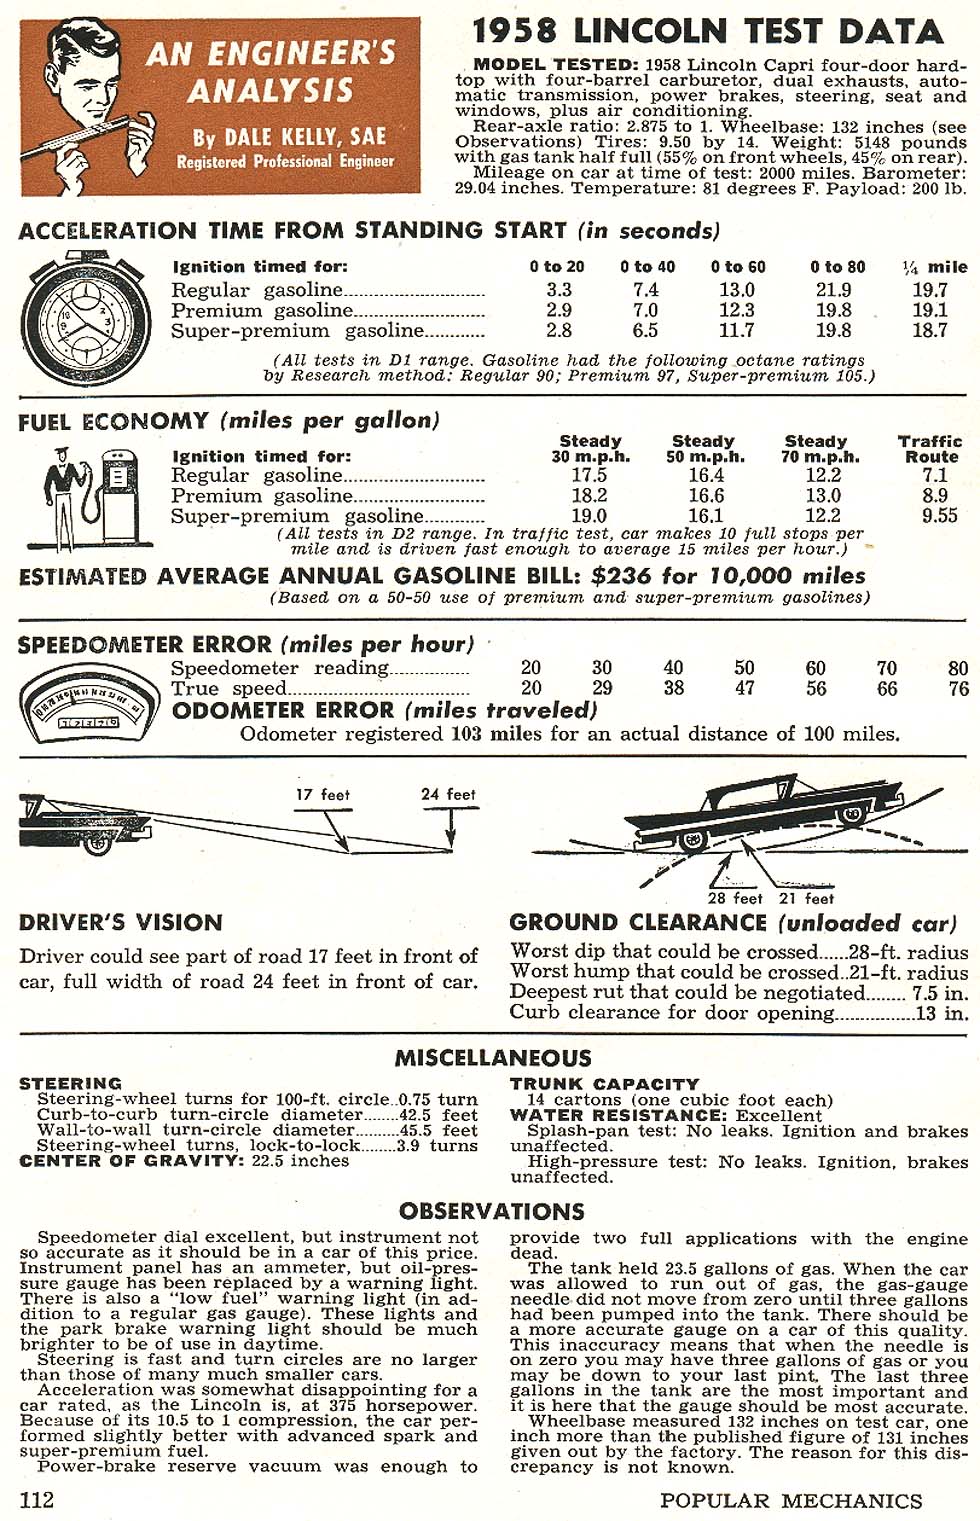 AN ENGINEER'S
ANALYSIS
By DALE KELLY, SAE
Registered Professional Engineer
1958 LINCOLN TEST DATA
MODEL TESTED: 1958 Lincoln Capri four-door hard-
top with four-barrel carburetor, dual exhausts, auto-
matic transmission, power brakes, steering, seat and
windows, plus air conditioning.
Rear-axle ratio: 2.875 to 1. Wheelbase: 132 inches (see
Observations) Tires: 9.50 by 14. Weight: 5148 pounds
with gas tank half full (55% on front wheels, 45% on rear).
Mileage on car at time of test: 2000 miles. Barometer:
29.04 inches. Temperature: 81 degrees F. Payload: 200 lb.
ACCELERATION TIME FROM STANDING START (in seconds)
Ignition timed for: 0 to 20 0 to 40 0 to 60 0 to 80 ¼ mile
Regular gasoline 3.3 7.4 13.0 21.9 19.7
Premium gasoline 2.9 7.0 12.3 19.8 19.1
Super-premium gasoline 2.8 6.5 11.7 19.8 18.7
(All tests in D1 range. Gasoline had the following octane ratings
by Research method: Regular 90; Premium 97, Super-premium 105.)
FUEL ECONOMY (miles per gallon)
Steady Steady Steady Traffic
Ignition timed for: 30 m.p.h. 50 m.p.h. 70 m.p.h. Route
Regular gasoline 17.5 16.4 12.2 7.1
Premium gasoline 18.2 16.6 13.0 8.9
Super-premium gasoline 19.0 16.1 12.2 9.55
(All tests in D2 range. In traffic test, car makes 10 full stops per
mile and is driven fast enough to average 15 miles per hour.)
ESTIMATED AVERAGE ANNUAL GASOLINE BILL: $236 for 10,000 miles
(Based on a 50-50 use of premium and super-premium gasolines)
SPEEDOMETER ERROR (miles per hour)
Speedometer reading 20 30 40 50 60 70 80
True speed 20 29 38 47 56 66 76
ODOMETER ERROR (miles traveled)
Odometer registered 103 miles for an actual distance of 100 miles.
17 feet 24 feet
28 feet 21 feet
DRIVER'S VISION
Driver could see part of road 17 feet in front of
car, full width of road 24 feet in front of car.
GROUND CLEARANCE (unloaded car)
Worst dip that could be crossed......28-ft. radius
Worst hump that could be crossed..21-ft. radius
Deepest rut that could be negotiated........ 7.5 in.
Curb clearance for door opening................13 in.
MISCELLANEOUS
STEERING
Steering-wheel turns for 100-ft. circle..0.75 turn
Curb-to-curb turn-circle diameter........42.5 feet
Wall-to-wall turn-circle diameter..........45.5 feet
Steering-wheel turns, lock-to-lock........3.9 turns
CENTER OF GRAVITY: 22.5 inches
TRUNK CAPACITY
14 cartons (one cubic foot each)
WATER RESISTANCE: Excellent
Splash-pan test: No leaks. Ignition and brakes
unaffected.
High-pressure test: No leaks. Ignition, brakes
unaffected.
OBSERVATIONS
Speedometer dial excellent, but instrument not
so accurate as it should be in a car of this price.
Instrument panel has an ammeter, but oil-pres-
sure gauge has been replaced by a warning light.
There is also a "low fuel" warning light (in ad-
dition to a regular gas gauge). These lights and
the park brake warning light should be much
brighter to be of use in daytime.
Steering is fast and turn circles are no larger
than those of many much smaller cars.
Acceleration was somewhat disappointing for a
car rated, as the Lincoln is, at 375 horsepower.
Because of its 10.5 to 1 compression, the car per-
formed slightly better with advanced spark and
super-premium fuel.
Power-brake reserve vacuum was enough to
provide two full applications with the engine
dead.
The tank held 23.5 gallons of gas. When the car
was allowed to run out of gas, the gas-gauge
needle did not move from zero until three gallons
had been pumped into the tank. There should be
a more accurate gauge on a car of this quality.
This inaccuracy means that when the needle is
on zero you may have three gallons of gas or you
may be down to your last pint. The last three
gallons in the tank are the most important and
it is here that the gauge should be most accurate.
Wheelbase measured 132 inches on test car, one
inch more than the published figure of 131 inches
given out by the factory. The reason for this dis-
crepancy is not known.
112
POPULAR MECHANICS